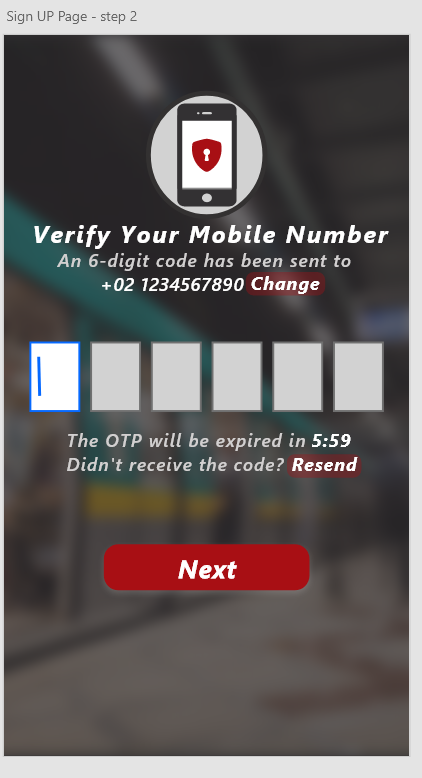 Sign UP Page - step 2
Verify Your Mobile Number
An 6-digit code has been sent to
+02 1234567890 Change
The OTP will be expired in 5:59
Didn't receive the code? Resend
Next